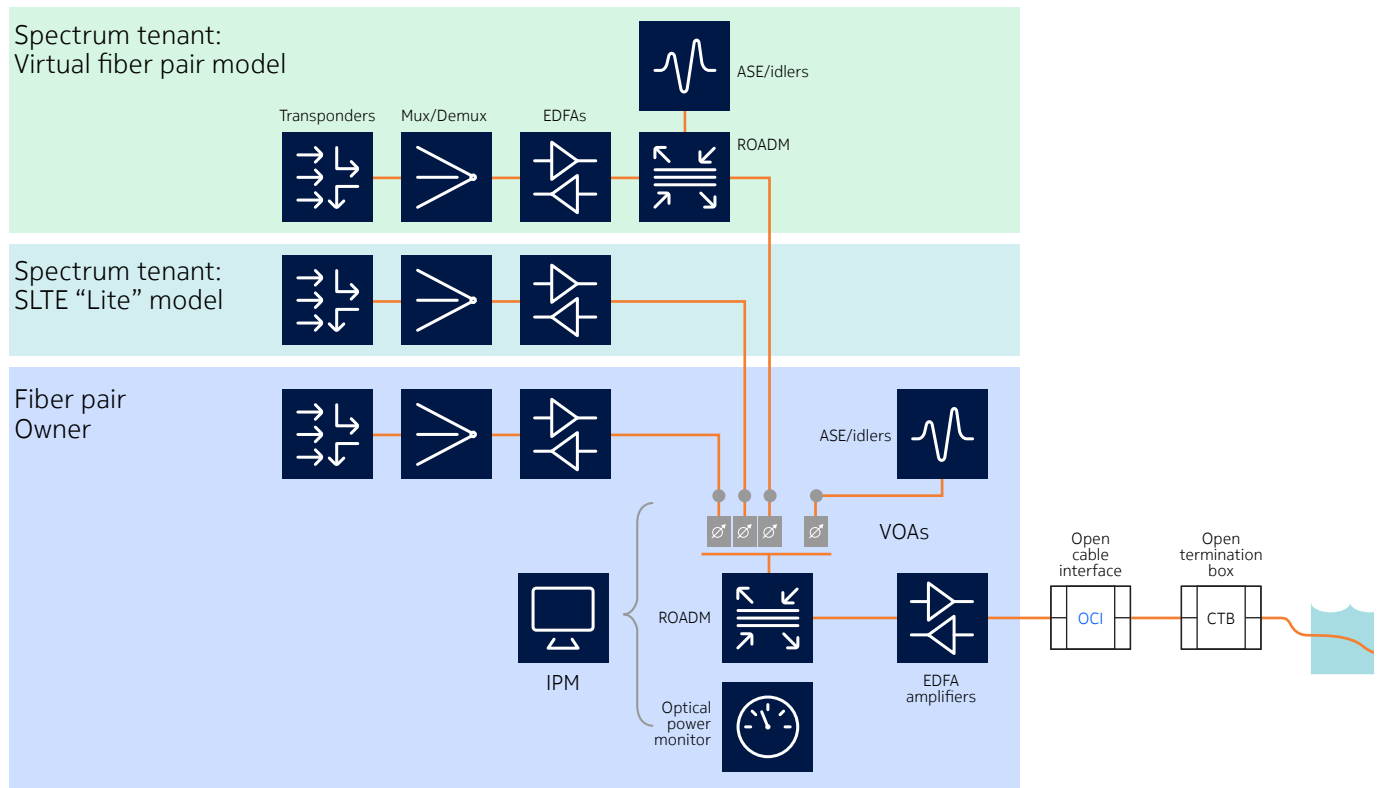 Spectrum tenant:
Virtual fiber pair model
ASE/idlers
Transponders
Mux/Demux
EDFAs
ROADM
Spectrum tenant:
SLTE “Lite” model
Fiber pair
Owner
ASE/idlers
VOAs
Open
cable
interface
Open
termination
box
OCI
CTB
ROADM
IPM
EDFA
amplifiers
Optical
power
monitor